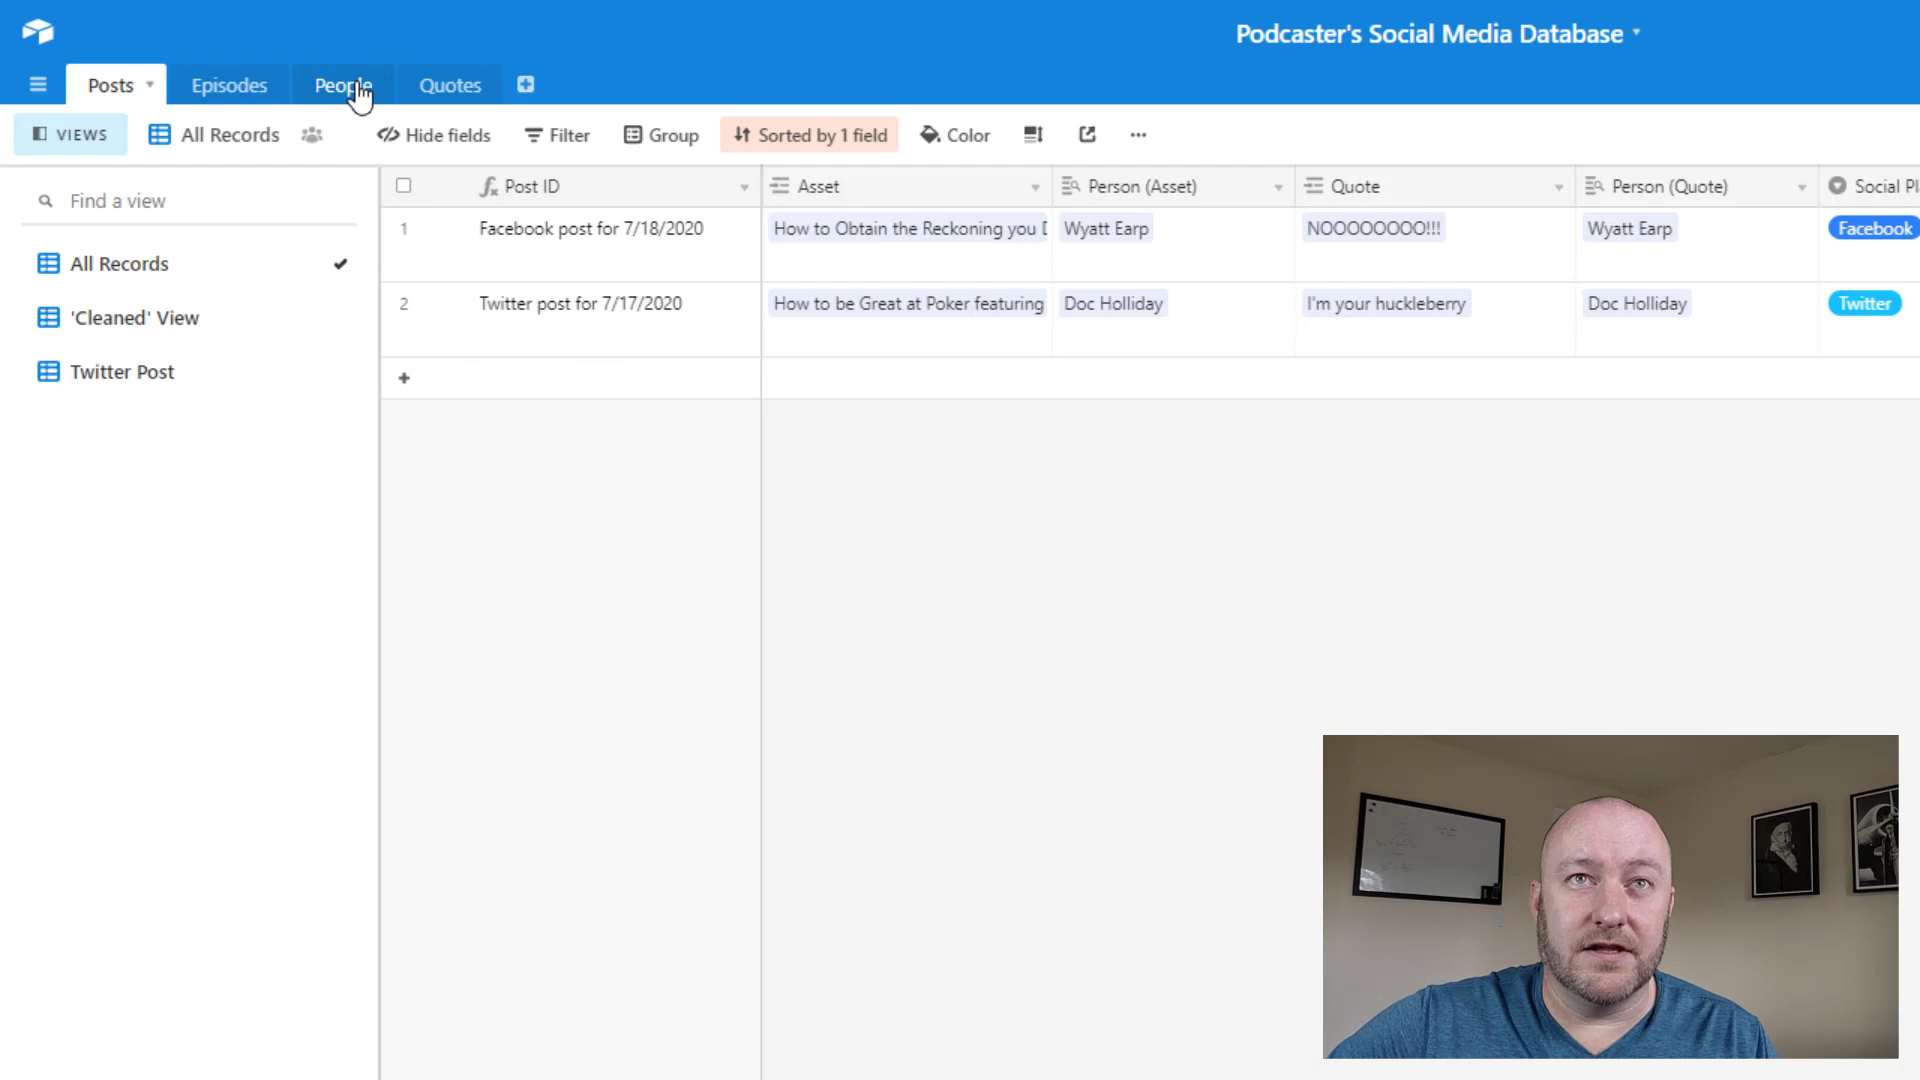 Podcaster's Social Media Database
Posts Episodes People Quotes
VIEWS All Records Hide fields Filter Group Sorted by 1 field Color
Find a view
All Records
'Cleaned' View
Twitter Post
Post ID Asset Person (Asset) Quote Person (Quote) Social Pl
1 Facebook post for 7/18/2020 How to Obtain the Reckoning you D Wyatt Earp NOOOOOOOO!!! Wyatt Earp Facebook
2 Twitter post for 7/17/2020 How to be Great at Poker featuring Doc Holliday I'm your huckleberry Doc Holliday Twitter